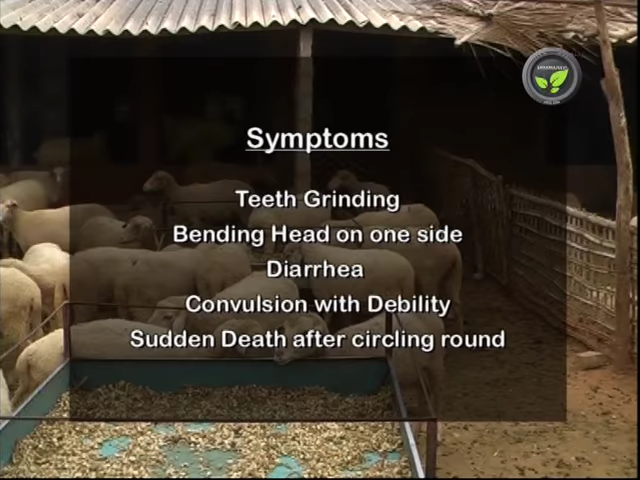 Symptoms
Teeth Grinding
Bending Head on one side
Diarrhea
Convulsion with Debility
Sudden Death after circling round